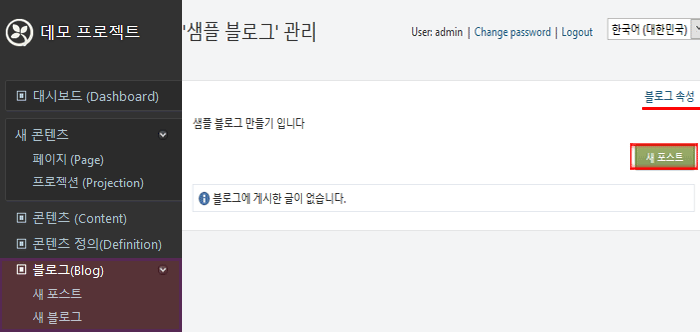 데모 프로젝트
'샘플 블로그' 관리
User: admin | Change password | Logout
한국어 (대한민국)
대시보드 (Dashboard)
새 콘텐츠
페이지 (Page)
프로젝션 (Projection)
콘텐츠 (Content)
콘텐츠 정의(Definition)
블로그(Blog)
새 포스트
새 블로그
블로그 속성
샘플 블로그 만들기 입니다
새 포스트
블로그에 게시한 글이 없습니다.